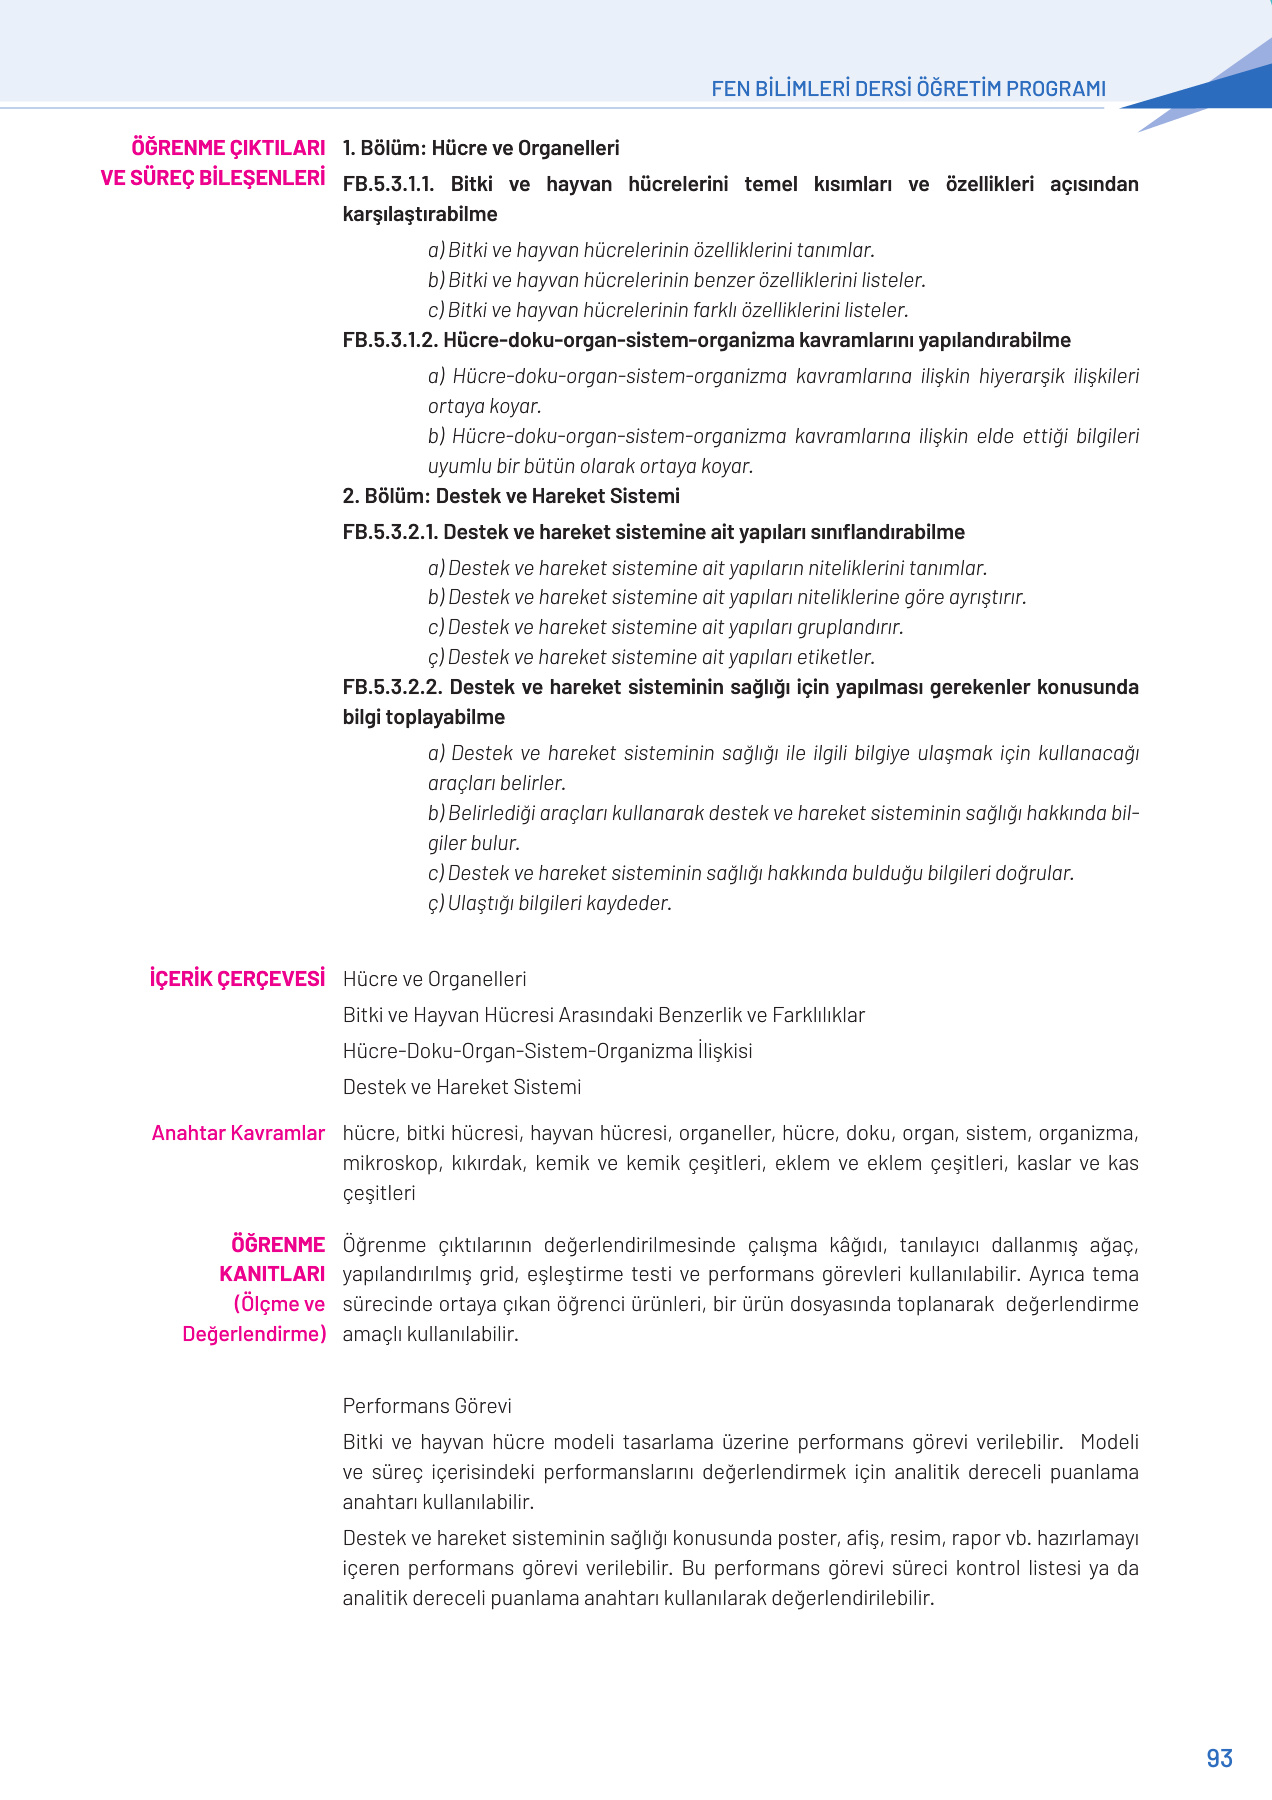 FEN BİLİMLERİ DERSİ ÖĞRETİM PROGRAMI
ÖĞRENME ÇIKTILARI
VE SÜREÇ BİLEŞENLERİ
1. Bölüm: Hücre ve Organelleri
FB.5.3.1.1. Bitki ve hayvan hücrelerini temel kısımları ve özellikleri açısından
karşılaştırabilme
a) Bitki ve hayvan hücrelerinin özelliklerini tanımlar.
b) Bitki ve hayvan hücrelerinin benzer özelliklerini listeler.
c) Bitki ve hayvan hücrelerinin farklı özelliklerini listeler.
FB.5.3.1.2. Hücre-doku-organ-sistem-organizma kavramlarını yapılandırabilme
a) Hücre-doku-organ-sistem-organizma kavramlarına ilişkin hiyerarşik ilişkileri
ortaya koyar.
b) Hücre-doku-organ-sistem-organizma kavramlarına ilişkin elde ettiği bilgileri
uyumlu bir bütün olarak ortaya koyar.
2. Bölüm: Destek ve Hareket Sistemi
FB.5.3.2.1. Destek ve hareket sistemine ait yapıları sınıflandırabilme
a) Destek ve hareket sistemine ait yapıların niteliklerini tanımlar.
b) Destek ve hareket sistemine ait yapıları niteliklerine göre ayrıştırır.
c) Destek ve hareket sistemine ait yapıları gruplandırır.
ç) Destek ve hareket sistemine ait yapıları etiketler.
FB.5.3.2.2. Destek ve hareket sisteminin sağlığı için yapılması gerekenler konusunda
bilgi toplayabilme
a) Destek ve hareket sisteminin sağlığı ile ilgili bilgiye ulaşmak için kullanacağı
araçları belirler.
b) Belirlediği araçları kullanarak destek ve hareket sisteminin sağlığı hakkında bil-
giler bulur.
c) Destek ve hareket sisteminin sağlığı hakkında bulduğu bilgileri doğrular.
ç) Ulaştığı bilgileri kaydeder.
İÇERİK ÇERÇEVESİ
Hücre ve Organelleri
Bitki ve Hayvan Hücresi Arasındaki Benzerlik ve Farklılıklar
Hücre-Doku-Organ-Sistem-Organizma İlişkisi
Destek ve Hareket Sistemi
Anahtar Kavramlar
hücre, bitki hücresi, hayvan hücresi, organeller, hücre, doku, organ, sistem, organizma,
mikroskop, kıkırdak, kemik ve kemik çeşitleri, eklem ve eklem çeşitleri, kaslar ve kas
çeşitleri
ÖĞRENME
KANITLARI
(Ölçme ve
Değerlendirme)
Öğrenme çıktılarının değerlendirilmesinde çalışma kâğıdı, tanılayıcı dallanmış ağaç,
yapılandırılmış grid, eşleştirme testi ve performans görevleri kullanılabilir. Ayrıca tema
sürecinde ortaya çıkan öğrenci ürünleri, bir ürün dosyasında toplanarak değerlendirme
amaçlı kullanılabilir.
Performans Görevi
Bitki ve hayvan hücre modeli tasarlama üzerine performans görevi verilebilir. Modeli
ve süreç içerisindeki performanslarını değerlendirmek için analitik dereceli puanlama
anahtarı kullanılabilir.
Destek ve hareket sisteminin sağlığı konusunda poster, afiş, resim, rapor vb. hazırlamayı
içeren performans görevi verilebilir. Bu performans görevi süreci kontrol listesi ya da
analitik dereceli puanlama anahtarı kullanılarak değerlendirilebilir.
93